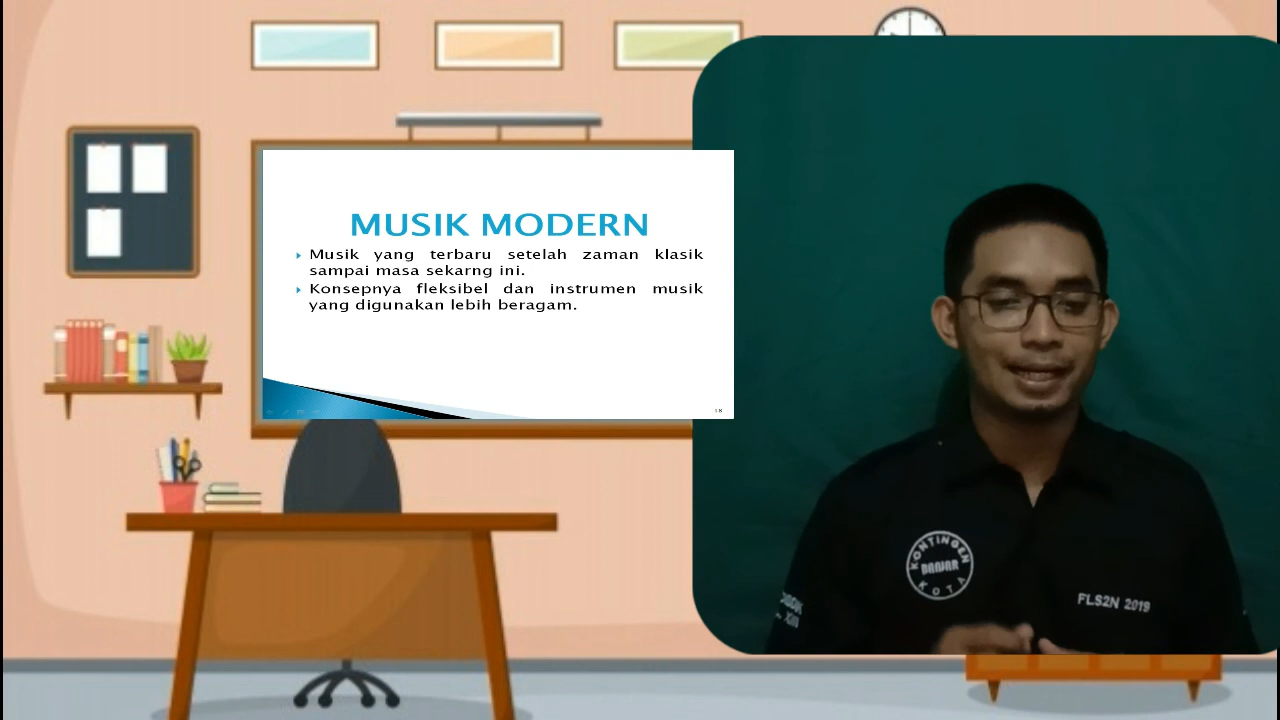 MUSIK MODERN
Musik yang terbaru setelah zaman klasik
sampai masa sekarng ini.
Konsepnya fleksibel dan instrumen musik
yang digunakan lebih beragam.
18
KONTINGEN
BANJAR
KOTA
FLS2N 2019